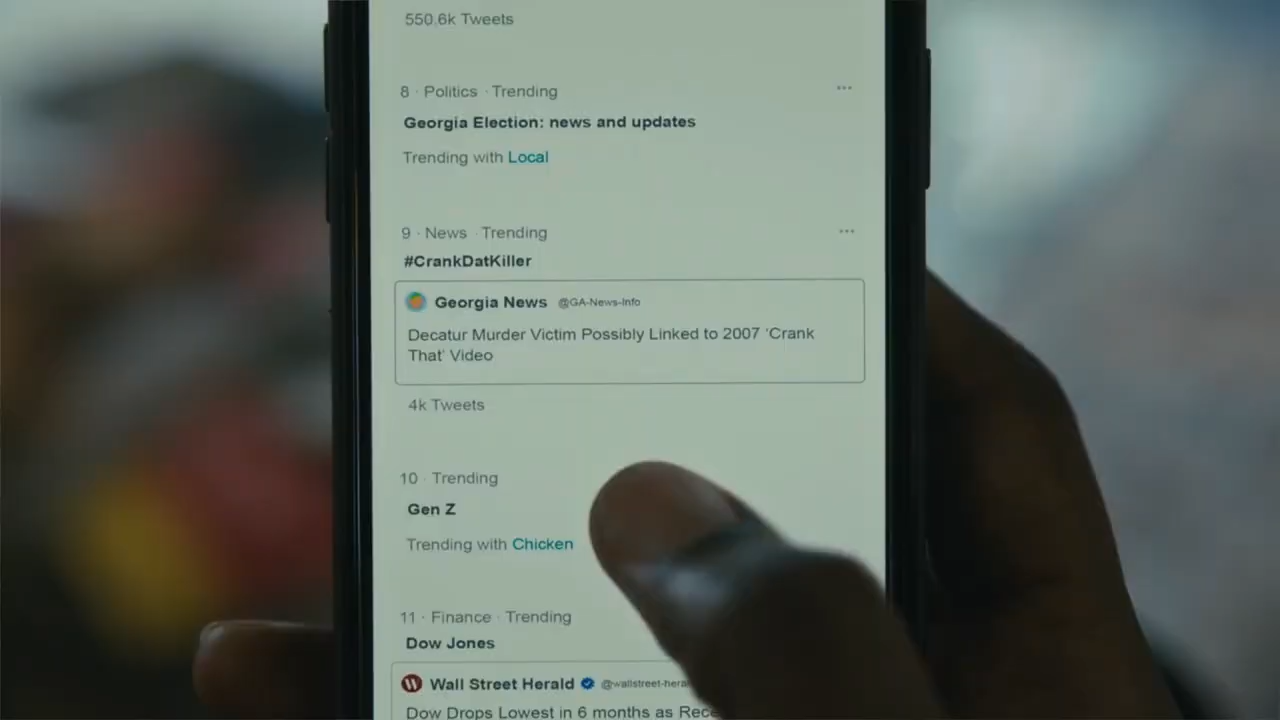 550.6k Tweets
8 · Politics · Trending
Georgia Election: news and updates
Trending with Local
9 · News · Trending
#CrankDatKiller
Georgia News @GA-News-Info
Decatur Murder Victim Possibly Linked to 2007 'Crank
That' Video
4k Tweets
10 · Trending
Gen Z
Trending with Chicken
11 · Finance · Trending
Dow Jones
Wall Street Herald
Dow Drops Lowest in 6 months as